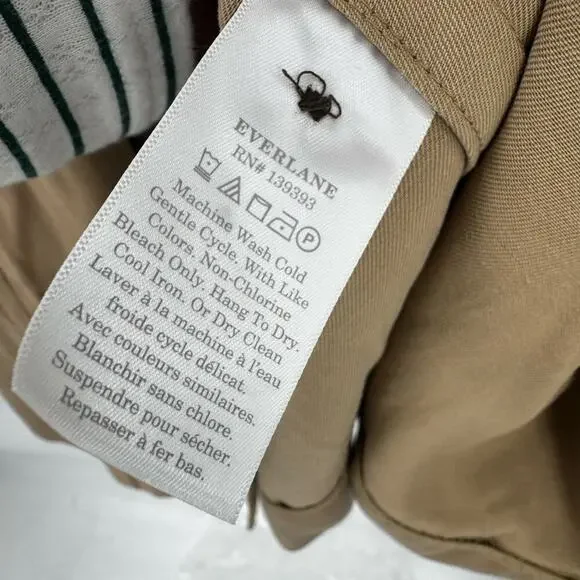 EVERLANE
RN# 139393
P
Machine Wash Cold
Gentle Cycle. With Like
Colors. Non-Chlorine
Bleach Only. Hang To Dry.
Cool Iron. Or Dry Clean
Laver à la machine à l'eau
froide cycle délicat.
Avec couleurs similaires.
Blanchir sans chlore.
Suspendre pour sécher.
Repasser à fer bas.